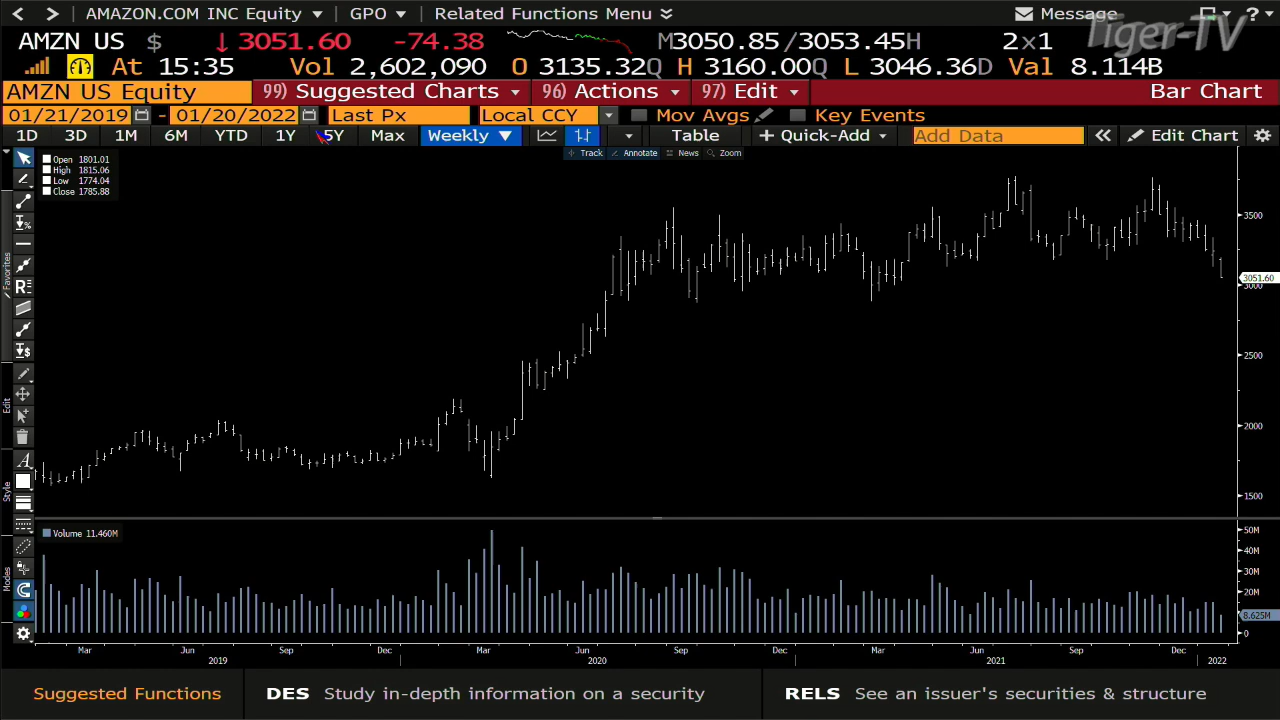 AMAZON.COM INC Equity GPO Related Functions Menu Message ?
Tiger-TV
AMZN US $ ↓3051.60 -74.38 M3050.85/3053.45H 2x1
At 15:35 Vol 2,602,090 O 3135.32Q H 3160.00Q L 3046.36D Val 8.114B
AMZN US Equity 99) Suggested Charts 96) Actions 97) Edit Bar Chart
01/21/2019 - 01/20/2022 Last Px Local CCY Mov Avgs Key Events
1D 3D 1M 6M YTD 1Y 5Y Max Weekly ▼ Table + Quick-Add Add Data « Edit Chart
Track Annotate News Zoom
Open 1801.01
High 1815.06
Low 1774.04
Close 1785.88
Favorites
Edit
Style
Modes
3500
3051.60
3000
2500
2000
1500
Volume 11.460M
50M
40M
30M
20M
8.625M
0
Mar Jun Sep Dec Mar Jun Sep Dec Mar Jun Sep Dec
2019 2020 2021 2022
Suggested Functions DES Study in-depth information on a security RELS See an issuer's securities & structure